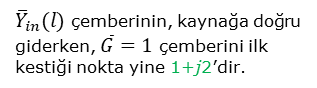 Ȳᵢₙ(l) çemberinin, kaynağa doğru
giderken, Ḡ = 1 çemberini ilk
kestiği nokta yine 1+j2’dir.